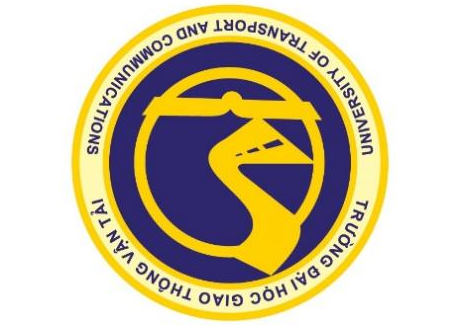 TRƯỜNG ĐẠI HỌC GIAO THÔNG VẬN TẢI
UNIVERSITY OF TRANSPORT AND COMMUNICATIONS